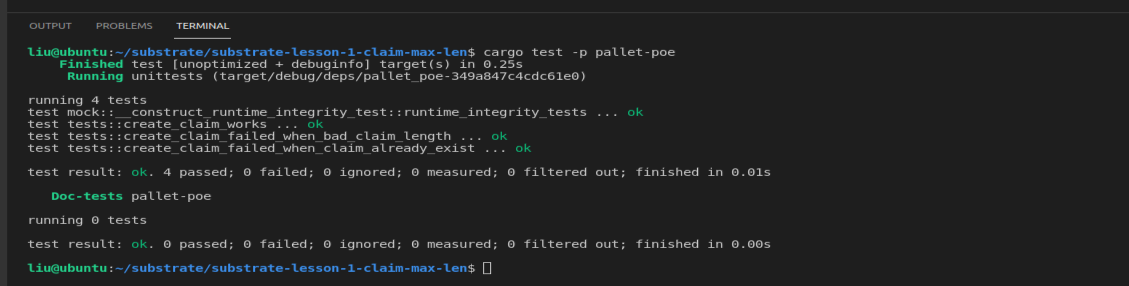 OUTPUT PROBLEMS TERMINAL
liu@ubuntu:~/substrate/substrate-lesson-1-claim-max-len$ cargo test -p pallet-poe
Finished test [unoptimized + debuginfo] target(s) in 0.25s
Running unittests (target/debug/deps/pallet_poe-349a847c4cdc61e0)
running 4 tests
test mock::__construct_runtime_integrity_test::runtime_integrity_tests ... ok
test tests::create_claim_works ... ok
test tests::create_claim_failed_when_bad_claim_length ... ok
test tests::create_claim_failed_when_claim_already_exist ... ok
test result: ok. 4 passed; 0 failed; 0 ignored; 0 measured; 0 filtered out; finished in 0.01s
Doc-tests pallet-poe
running 0 tests
test result: ok. 0 passed; 0 failed; 0 ignored; 0 measured; 0 filtered out; finished in 0.00s
liu@ubuntu:~/substrate/substrate-lesson-1-claim-max-len$